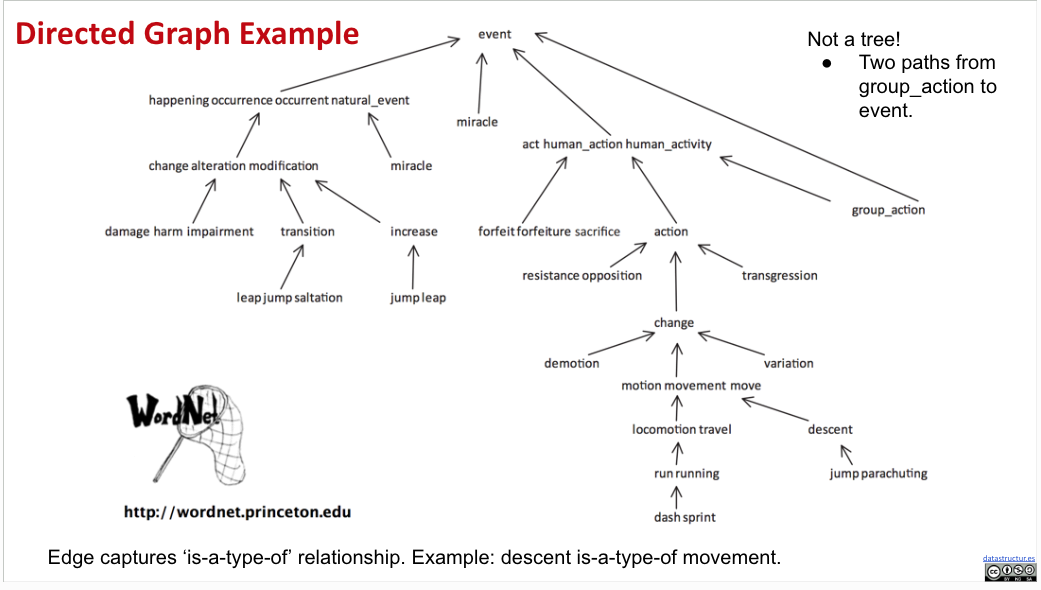 Directed Graph Example
event
Not a tree!
● Two paths from
group_action to
event.
happening occurrence occurrent natural_event
miracle
act human_action human_activity
change alteration modification
miracle
group_action
damage harm impairment
transition
increase
forfeit forfeiture sacrifice
action
resistance opposition
transgression
leap jump saltation
jump leap
change
demotion
variation
motion movement move
WordNet
locomotion travel
descent
run running
jump parachuting
http://wordnet.princeton.edu
dash sprint
Edge captures ‘is-a-type-of’ relationship. Example: descent is-a-type-of movement.
datastructur.es
CC
BY NC SA